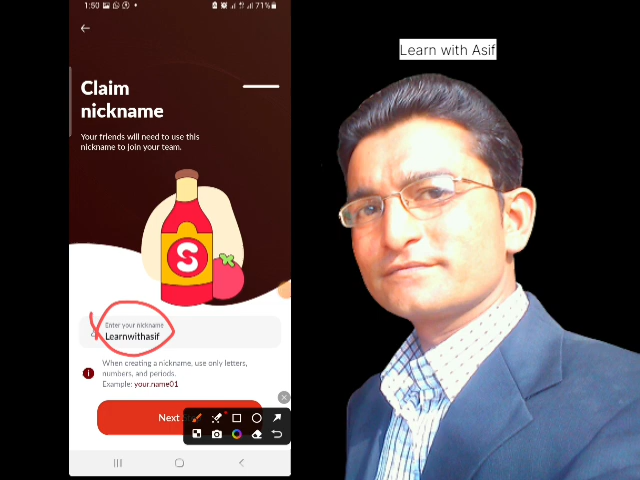 1:50
71%
Learn with Asif
Claim
nickname
Your friends will need to use this
nickname to join your team.
S
Enter your nickname
Learnwithasif
When creating a nickname, use only letters,
numbers, and periods.
Example: your.name01
Next